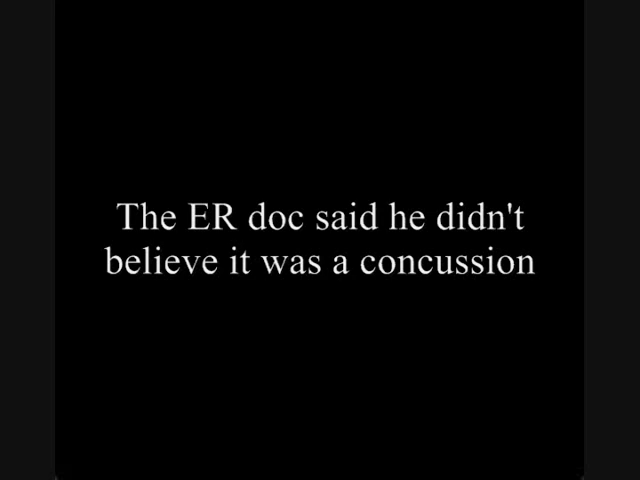 The ER doc said he didn't
believe it was a concussion